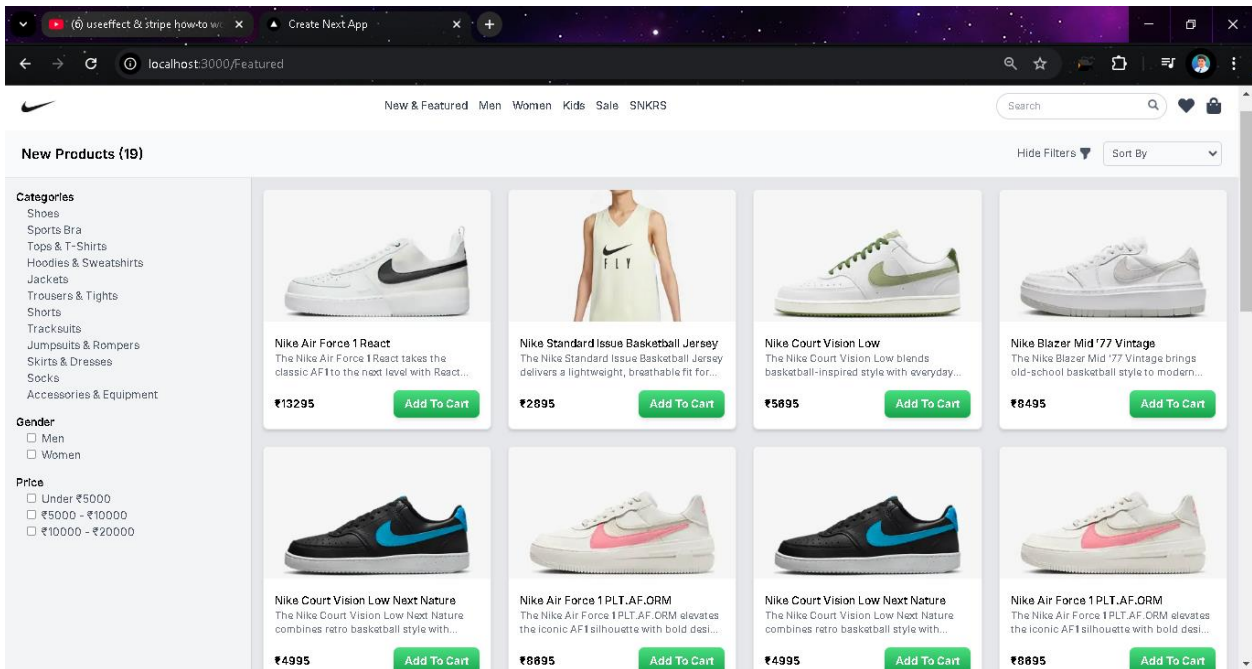 (6) useeffect & stripe how-to wo
Create Next App
localhost:3000/Featured
New & Featured Men Women Kids Sale SNKRS
Search
New Products (19)
Hide Filters
Sort By
Categories
Shoes
Sports Bra
Tops & T-Shirts
Hoodies & Sweatshirts
Jackets
Trousers & Tights
Shorts
Tracksuits
Jumpsuits & Rompers
Skirts & Dresses
Socks
Accessories & Equipment
Gender
Men
Women
Price
Under ₹5000
₹5000 - ₹10000
₹10000 - ₹20000
Nike Air Force 1 React
The Nike Air Force 1 React takes the
classic AF1 to the next level with React...
₹13295
Add To Cart
FLY
Nike Standard Issue Basketball Jersey
The Nike Standard Issue Basketball Jersey
delivers a lightweight, breathable fit for...
₹2895
Add To Cart
Nike Court Vision Low
The Nike Court Vision Low blends
basketball-inspired style with everyday...
₹5695
Add To Cart
Nike Blazer Mid '77 Vintage
The Nike Blazer Mid '77 Vintage brings
old-school basketball style to modern...
₹8495
Add To Cart
Nike Court Vision Low Next Nature
The Nike Court Vision Low Next Nature
combines retro basketball style with...
₹4995
Add To Cart
Nike Air Force 1 PLT.AF.ORM
The Nike Air Force 1 PLT.AF.ORM elevates
the iconic AF1 silhouette with bold desi...
₹8695
Add To Cart
Nike Court Vision Low Next Nature
The Nike Court Vision Low Next Nature
combines retro basketball style with...
₹4995
Add To Cart
Nike Air Force 1 PLT.AF.ORM
The Nike Air Force 1 PLT.AF.ORM elevates
the iconic AF1 silhouette with bold desi...
₹8695
Add To Cart